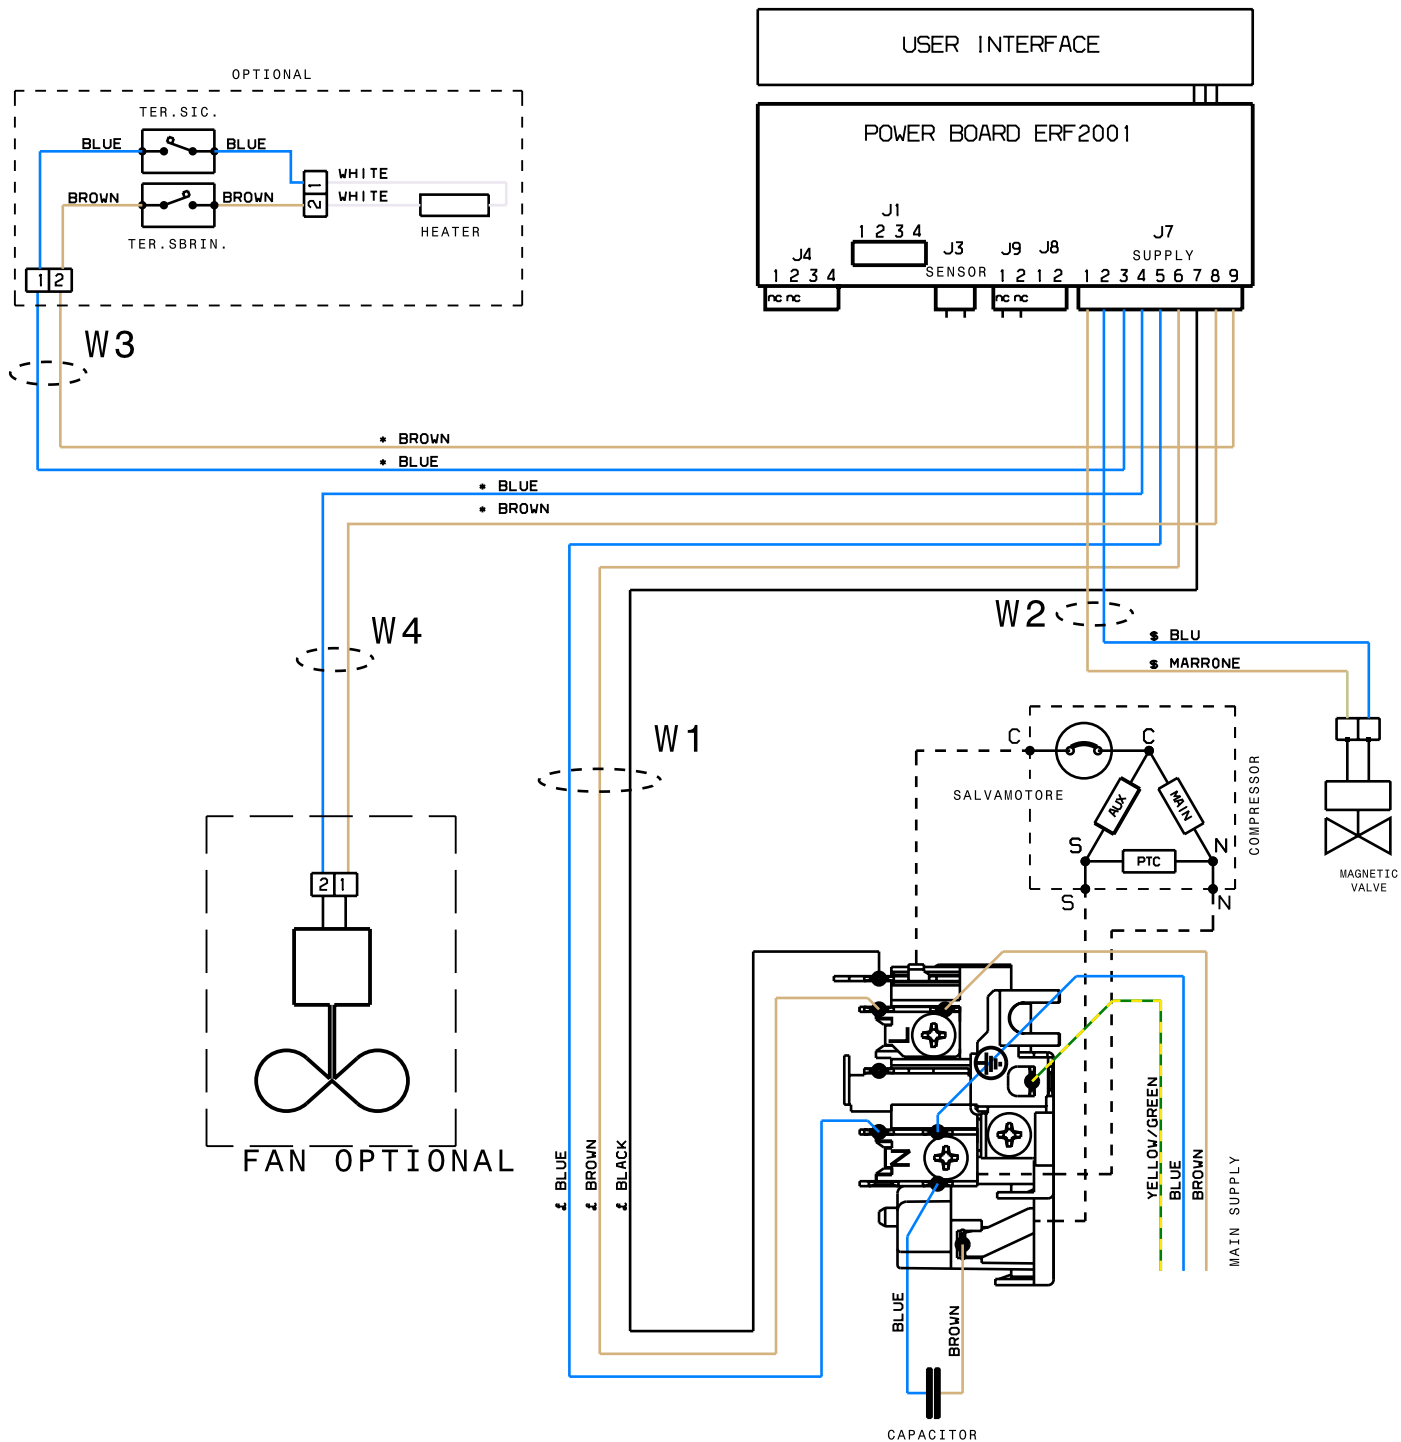 USER INTERFACE
OPTIONAL
TER.SIC.
BLUE
BLUE
WHITE
1
BROWN
BROWN
2
WHITE
HEATER
TER.SBRIN.
1 2
W3
POWER BOARD ERF2001
J1
1 2 3 4
J4
1 2 3 4
nc nc
J3
SENSOR
J9 J8
1 2 1 2
nc nc
J7
SUPPLY
1 2 3 4 5 6 7 8 9
* BROWN
* BLUE
* BLUE
* BROWN
W4
W2
$ BLU
$ MARRONE
W1
C
C
SALVAMOTORE
AUX
MAIN
S
PTC
N
S
N
COMPRESSOR
MAGNETIC
VALVE
2 1
FAN OPTIONAL
£ BLUE
£ BROWN
£ BLACK
L
N
YELLOW/GREEN
BLUE
BROWN
MAIN SUPPLY
BLUE
BROWN
CAPACITOR